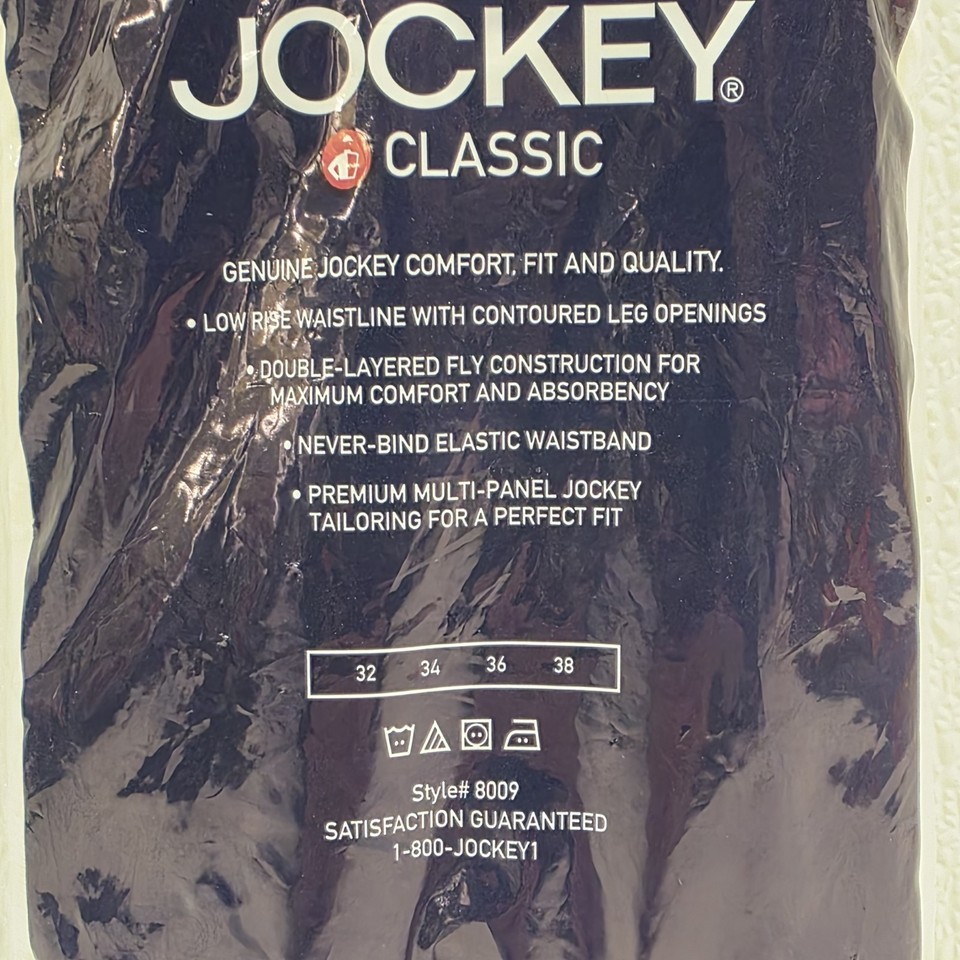 JOCKEY®
CLASSIC
GENUINE JOCKEY COMFORT, FIT AND QUALITY.
• LOW RISE WAISTLINE WITH CONTOURED LEG OPENINGS
• DOUBLE-LAYERED FLY CONSTRUCTION FOR
MAXIMUM COMFORT AND ABSORBENCY
• NEVER-BIND ELASTIC WAISTBAND
• PREMIUM MULTI-PANEL JOCKEY
TAILORING FOR A PERFECT FIT
32 34 36 38
Style# 8009
SATISFACTION GUARANTEED
1-800-JOCKEY1